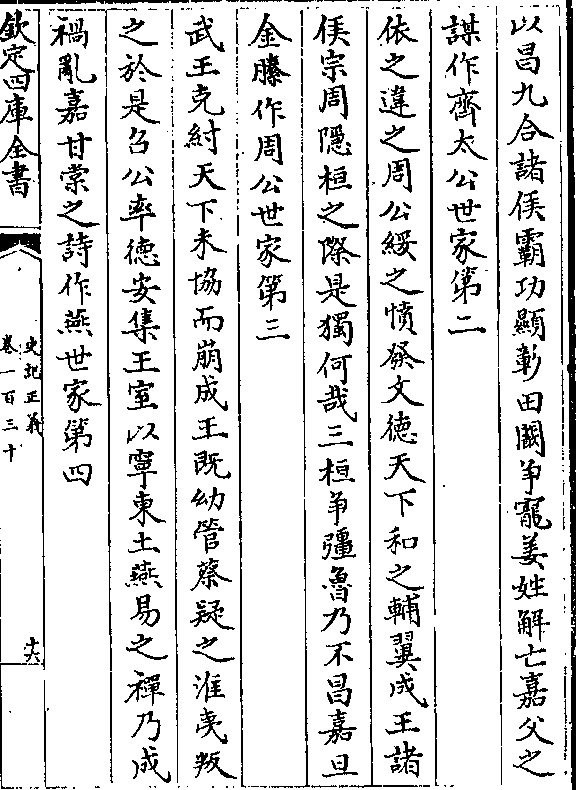 以昌九合諸侯霸功顯彰田闞争寵姜姓解亡嘉父之
謀作齊太公世家第二
依之違之周公綏之憤發文德天下和之輔翼成王諸
侯宗周隱桓之際是獨何哉三桓争彊魯乃不昌嘉旦
金縢作周公世家第三
武王克紂天下未協而崩成王既幼管蔡疑之淮夷叛
之於是召公率德安集王室以寧東土燕易之禪乃成
禍亂嘉甘棠之詩作燕世家第四
欽定四庫全書
史記正義
卷一百三十